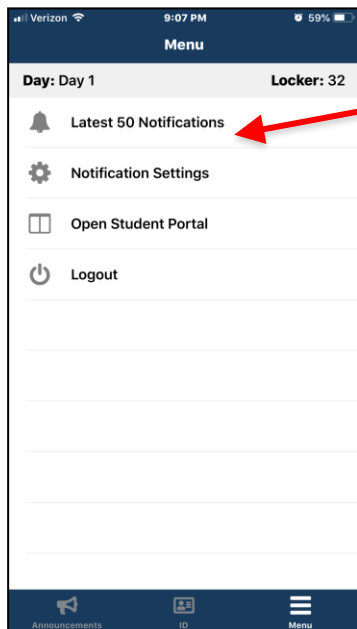 Verizon 9:07 PM 59%
Menu
Day: Day 1 Locker: 32
Latest 50 Notifications
Notification Settings
Open Student Portal
Logout
Announcements ID Menu